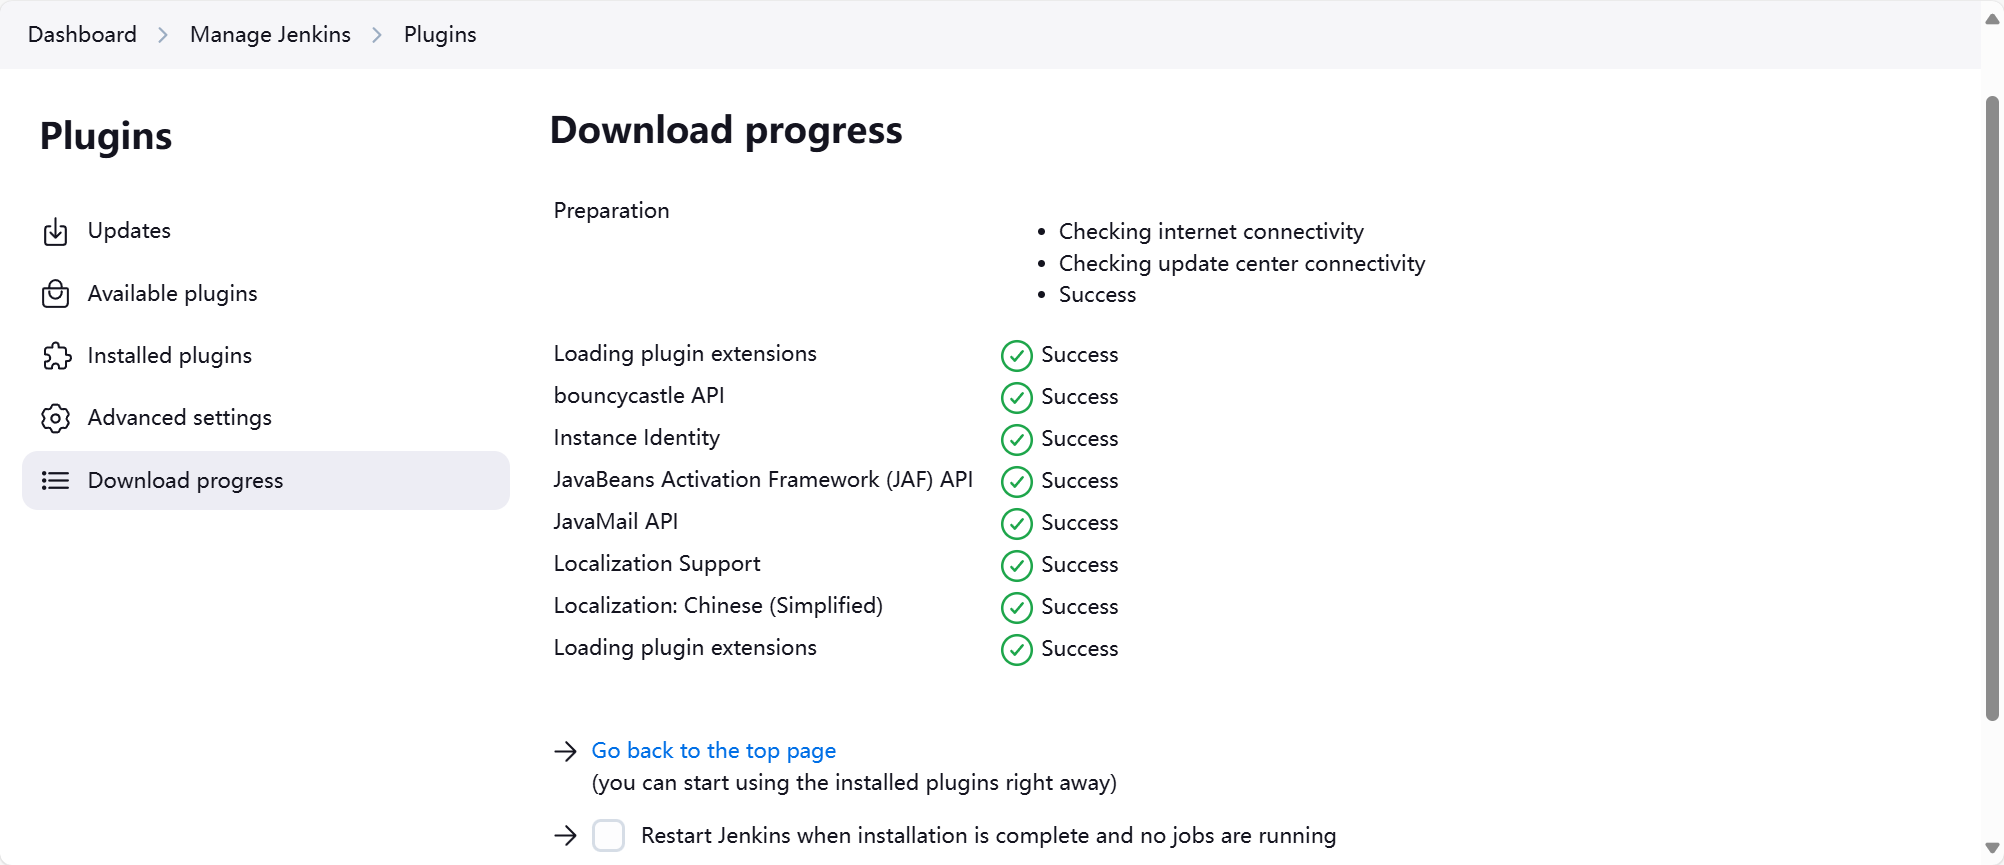 Dashboard > Manage Jenkins > Plugins
Plugins
Updates
Available plugins
Installed plugins
Advanced settings
Download progress
Download progress
Preparation
• Checking internet connectivity
• Checking update center connectivity
• Success
Loading plugin extensions Success
bouncycastle API Success
Instance Identity Success
JavaBeans Activation Framework (JAF) API Success
JavaMail API Success
Localization Support Success
Localization: Chinese (Simplified) Success
Loading plugin extensions Success
→ Go back to the top page
(you can start using the installed plugins right away)
→ Restart Jenkins when installation is complete and no jobs are running